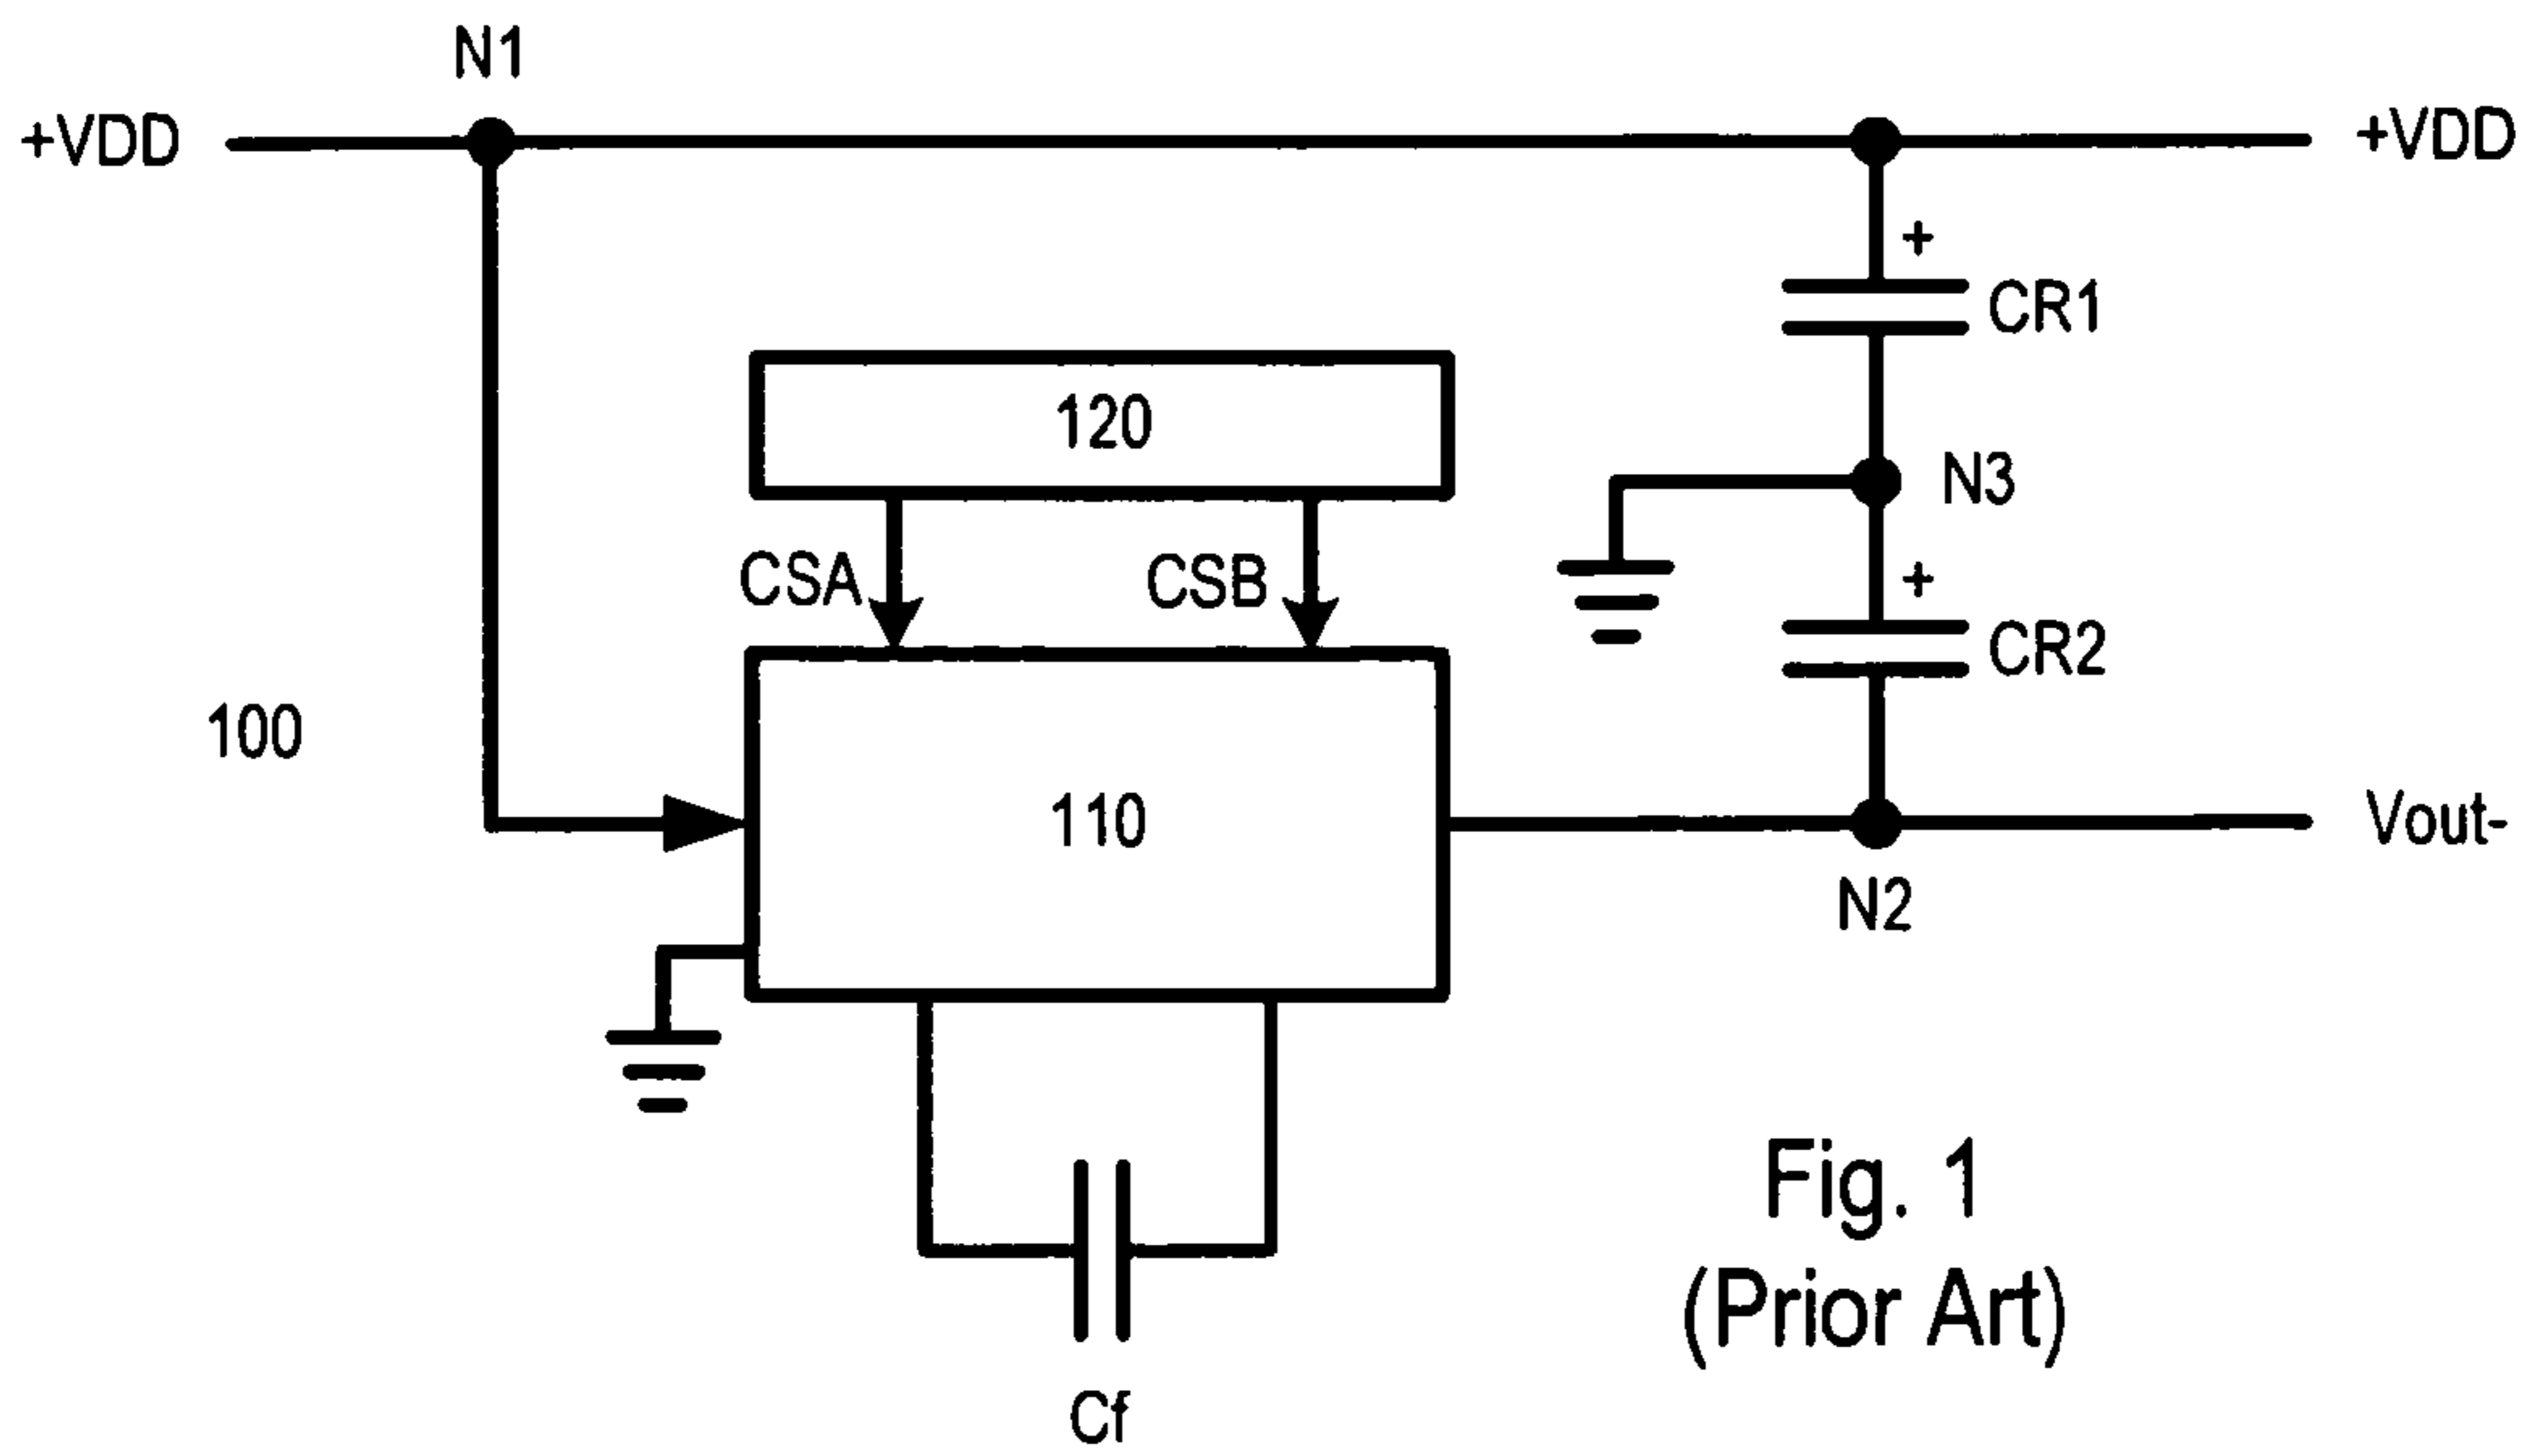 N1
+VDD
+VDD
+
CR1
120
N3
CSA
CSB
+
CR2
100
110
Vout-
N2
Fig. 1
(Prior Art)
Cf